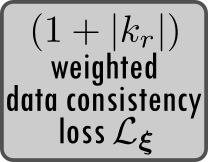 (1 + |k_r|)
weighted
data consistency
loss ℒ_ξ